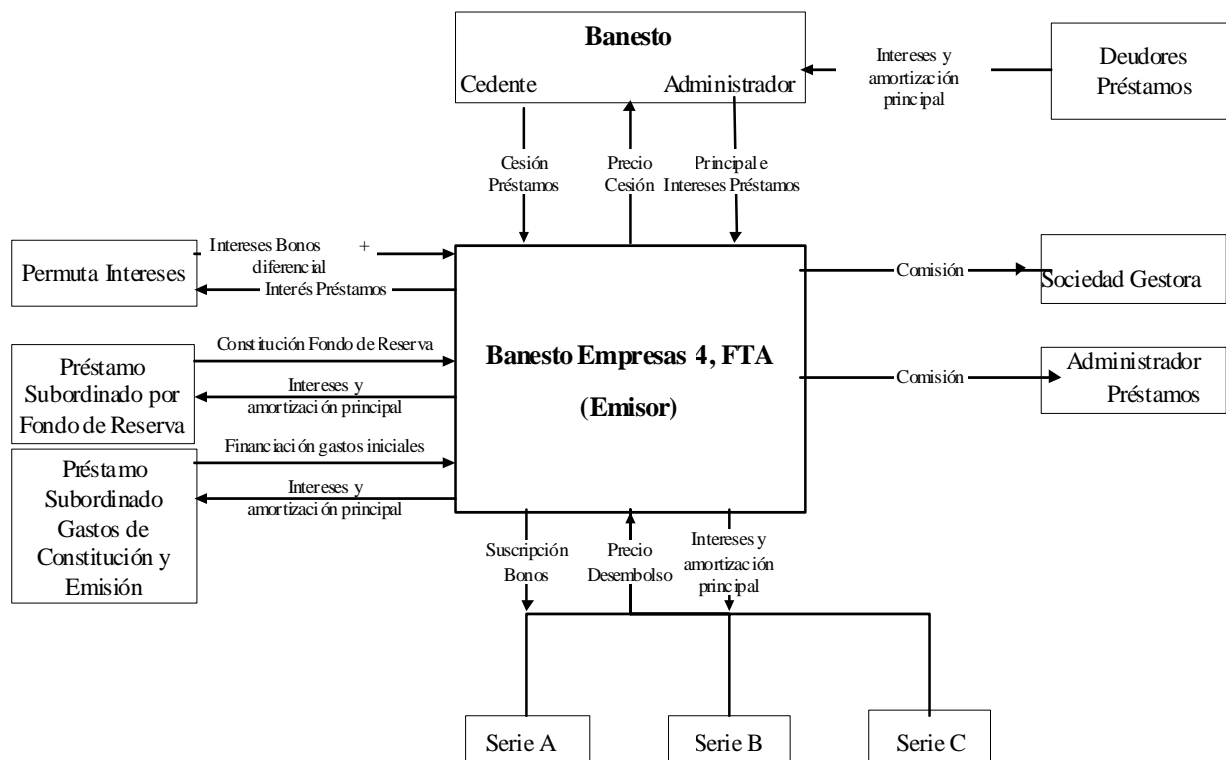 Banesto
Cedente
Administrador
Intereses y
amortización
principal
Deudores
Préstamos
Cesión
Préstamos
Precio
Cesión
Principal e
Intereses Préstamos
Permuta Intereses
Intereses Bonos +
diferencial
Interés Préstamos
Comisión
Sociedad Gestora
Préstamo
Subordinado por
Fondo de Reserva
Constitución Fondo de Reserva
Intereses y
amortización principal
Banesto Empresas 4, FTA
(Emisor)
Comisión
Administrador
Préstamos
Préstamo
Subordinado
Gastos de
Constitución y
Emisión
Financiación gastos iniciales
Intereses y
amortización principal
Suscripción
Bonos
Precio
Desembolso
Intereses y
amortización
principal
Serie A
Serie B
Serie C